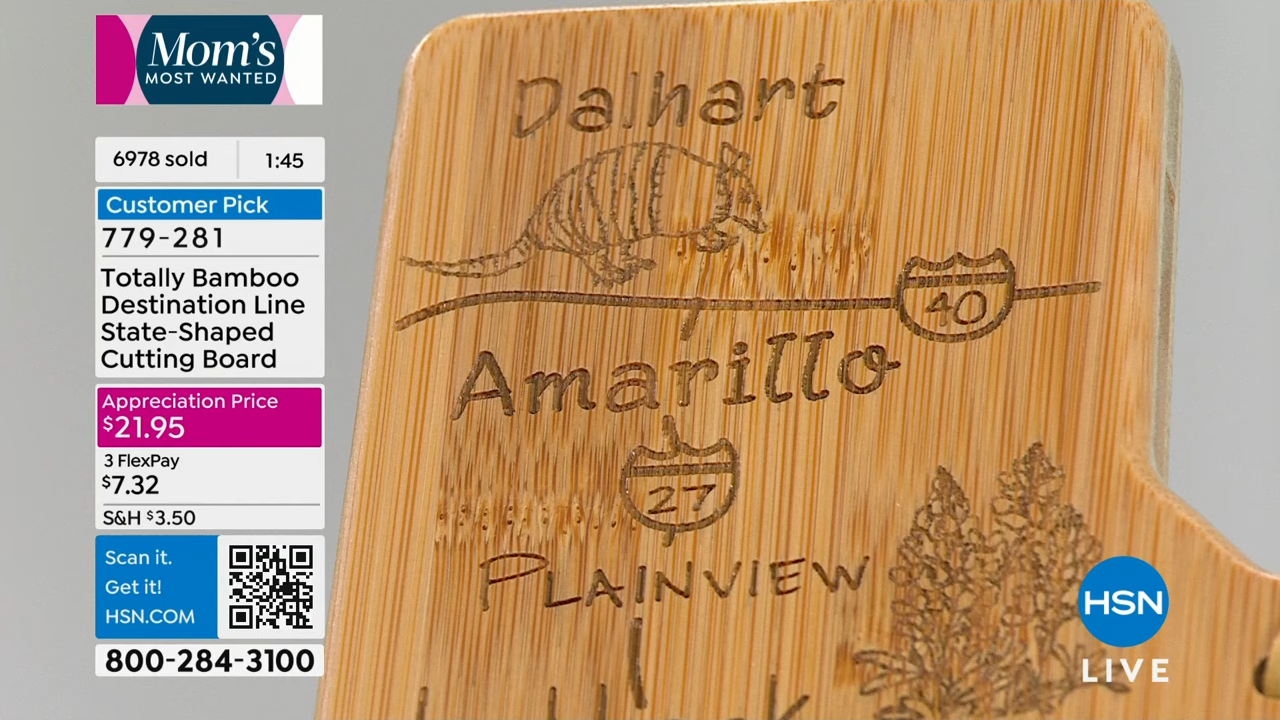 Mom's
MOST WANTED
6978 sold 1:45
Customer Pick
779-281
Totally Bamboo
Destination Line
State-Shaped
Cutting Board
Appreciation Price
$21.95
3 FlexPay
$7.32
S&H $3.50
Scan it.
Get it!
HSN.COM
800-284-3100
Dalhart
40
Amarillo
27
PLAINVIEW
HSN
LIVE